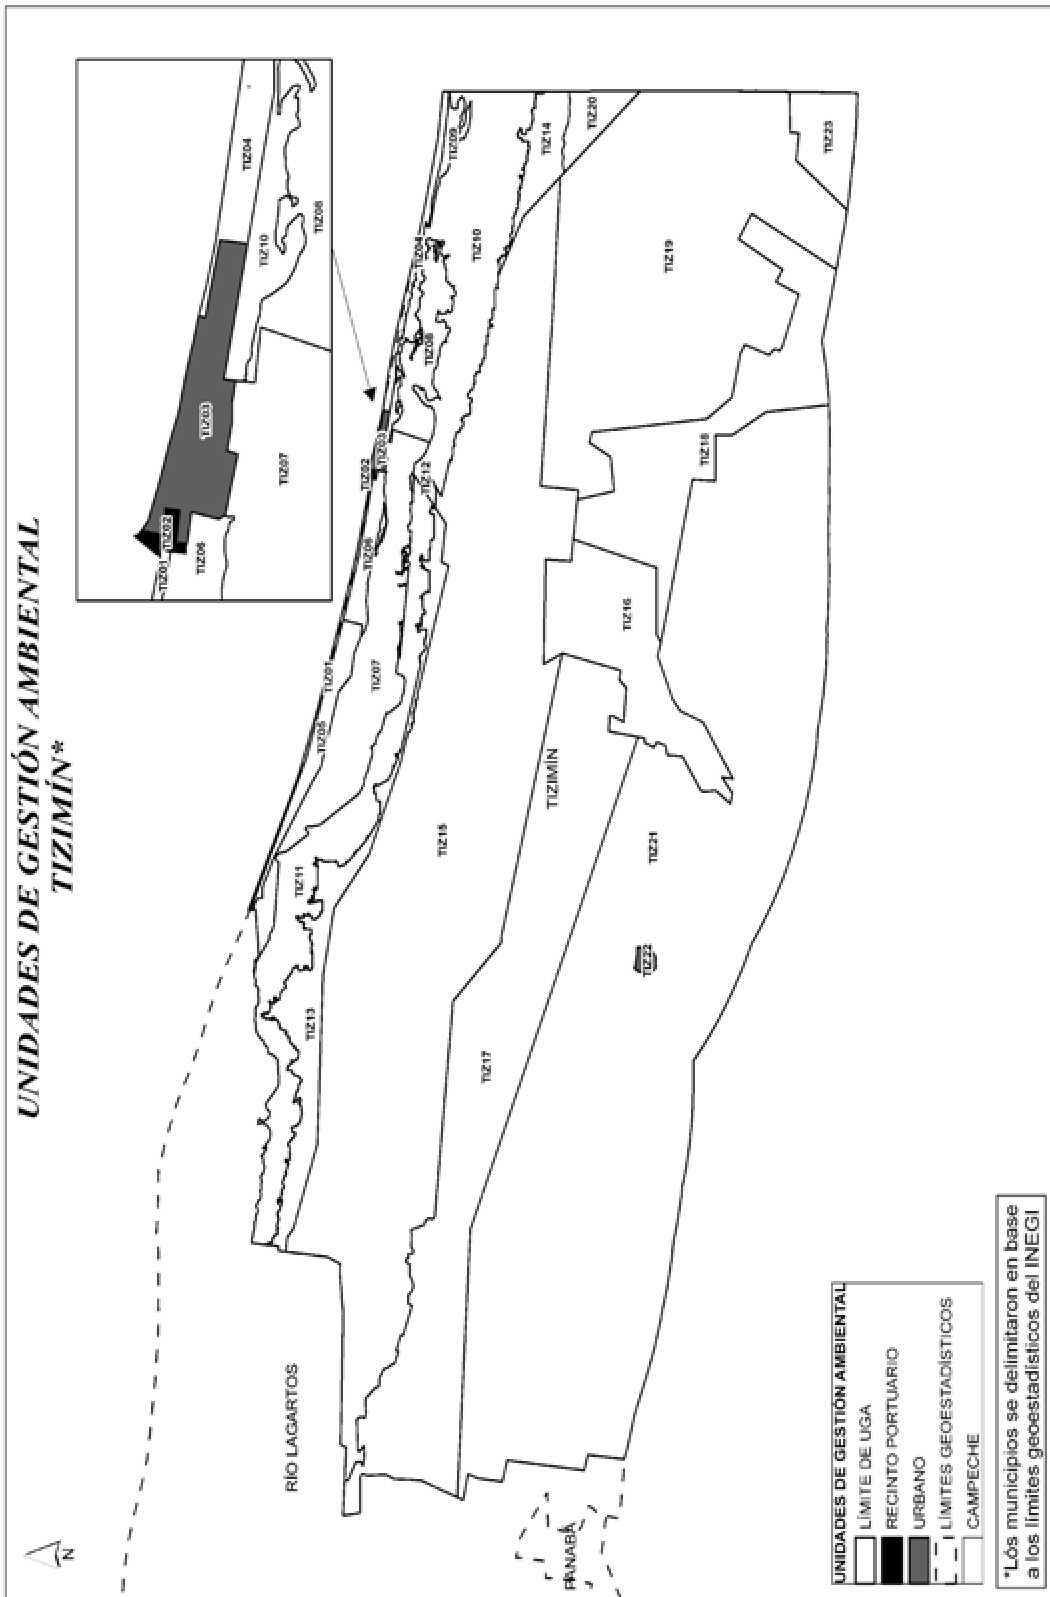 UNIDADES DE GESTIÓN AMBIENTAL
TIZIMÍN*
TIZ04
TIZ10
TIZ08
TIZ03
TIZ07
TIZ02
TIZ01
TIZ06
TIZ09
TIZ14
TIZ20
TIZ23
TIZ04
TIZ10
TIZ19
TIZ08
TIZ02
TIZ03
TIZ12
TIZ18
TIZ06
TIZ16
TIZ01
TIZ07
TIZ05
TIZIMÍN
TIZ15
TIZ21
TIZ11
TIZ22
TIZ13
TIZ17
RÍO LAGARTOS
PANABÁ
N
UNIDADES DE GESTIÓN AMBIENTAL
LÍMITE DE UGA
RECINTO PORTUARIO
URBANO
LÍMITES GEOESTADÍSTICOS
CAMPECHE
*Lós municipios se delimitaron en base
a los límites geoestadísticos del INEGI